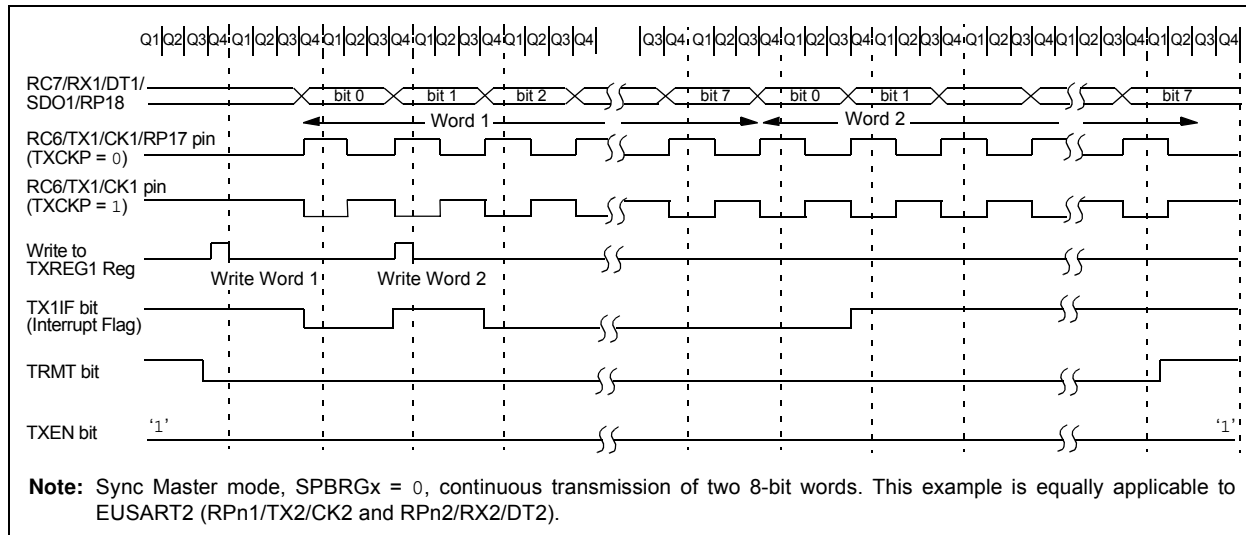 Q1|Q2|Q3|Q4|Q1|Q2|Q3|Q4|Q1|Q2|Q3|Q4|Q1|Q2|Q3|Q4|Q1|Q2|Q3|Q4| Q3|Q4|Q1|Q2|Q3|Q4|Q1|Q2|Q3|Q4|Q1|Q2|Q3|Q4|Q1|Q2|Q3|Q4|Q1|Q2|Q3|Q4|Q1|Q2|Q3|Q4
RC7/RX1/DT1/
SDO1/RP18
bit 0 bit 1 bit 2 bit 7 bit 0 bit 1 bit 7
Word 1 Word 2
RC6/TX1/CK1/RP17 pin
(TXCKP = 0)
RC6/TX1/CK1 pin
(TXCKP = 1)
Write to
TXREG1 Reg
Write Word 1 Write Word 2
TX1IF bit
(Interrupt Flag)
TRMT bit
TXEN bit
‘1’ ‘1’
Note: Sync Master mode, SPBRGx = 0, continuous transmission of two 8-bit words. This example is equally applicable to
EUSART2 (RPn1/TX2/CK2 and RPn2/RX2/DT2).